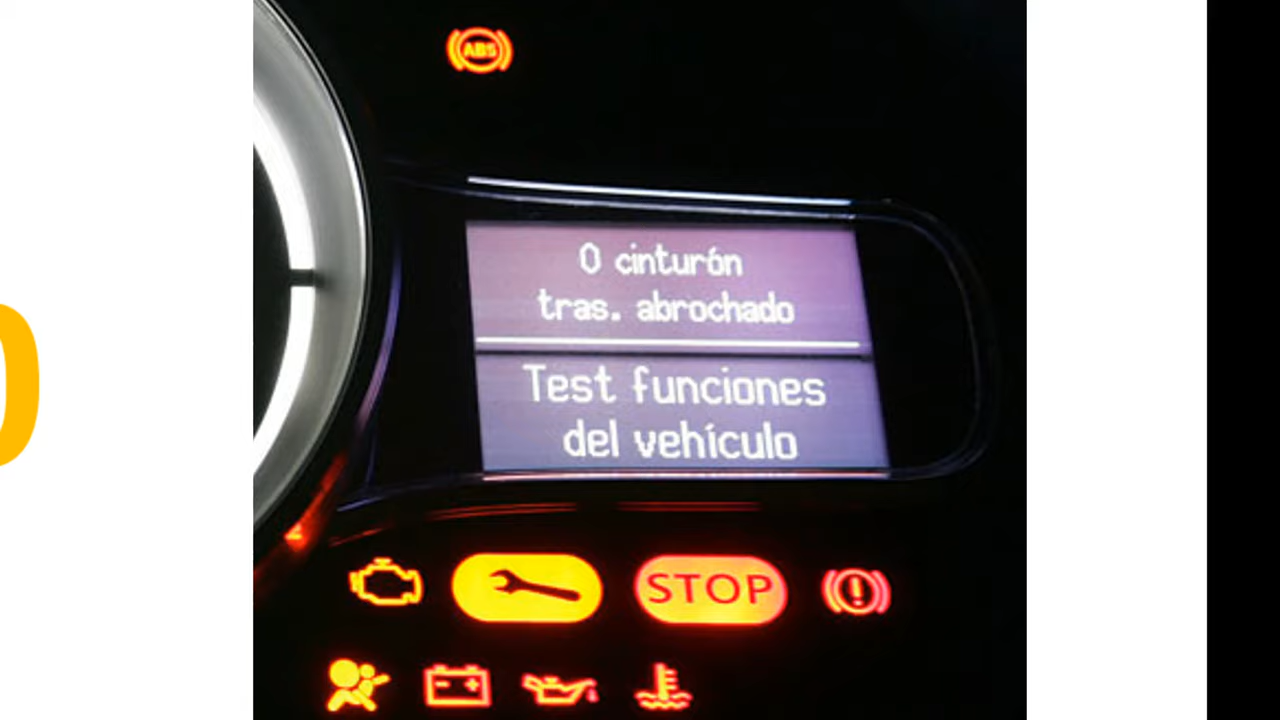 ABS
0 cinturón
tras. abrochado
Test funciones
del vehículo
STOP